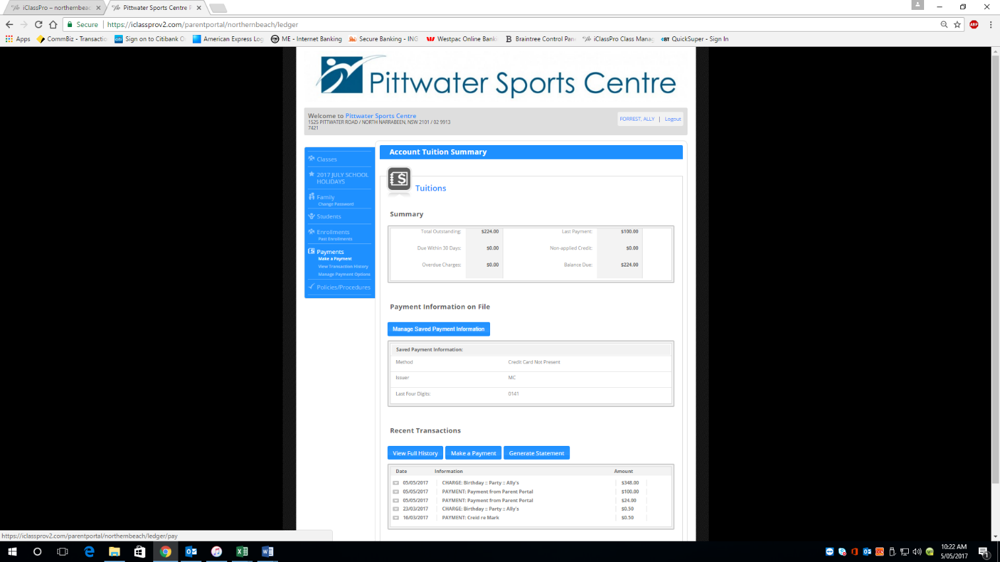 iClassPro – northernbeac
Pittwater Sports Centre P
Secure | https://iclassprov2.com/parentportal/northernbeach/ledger
ABP
Apps
CommBiz - Transactio
citi
Sign on to Citibank O
American Express Log
ME
ME - Internet Banking
Secure Banking - ING
Westpac Online Bank
B
Braintree Control Pan
iClassPro Class Manag
QuickSuper - Sign In
Pittwater Sports Centre
Welcome to Pittwater Sports Centre
1525 PITTWATER ROAD / NORTH NARRABEEN, NSW 2101 / 02 9913
7421
FORREST, ALLY | Logout
Classes
2017 JULY SCHOOL
HOLIDAYS
Family
Change Password
Students
Enrollments
Past Enrollments
Payments
Make a Payment
View Transaction History
Manage Payment Options
Policies/Procedures
Account Tuition Summary
Tuitions
Summary
Total Outstanding: $224.00 Last Payment: $100.00
Due Within 30 Days: $0.00 Non-applied Credit: $0.00
Overdue Charges: $0.00 Balance Due: $224.00
Payment Information on File
Manage Saved Payment Information
Saved Payment Information:
Method Credit Card Not Present
Issuer MC
Last Four Digits: 0141
Recent Transactions
View Full History Make a Payment Generate Statement
Date Information Amount
05/05/2017 CHARGE: Birthday :: Party :: Ally's $348.00
05/05/2017 PAYMENT: Payment from Parent Portal $100.00
05/05/2017 PAYMENT: Payment from Parent Portal $24.00
23/03/2017 CHARGE: Birthday :: Party :: Ally's $0.50
16/03/2017 PAYMENT: Creid re Mark $0.50
https://iclassprov2.com/parentportal/northernbeach/ledger/pay
10:22 AM
5/05/2017
1